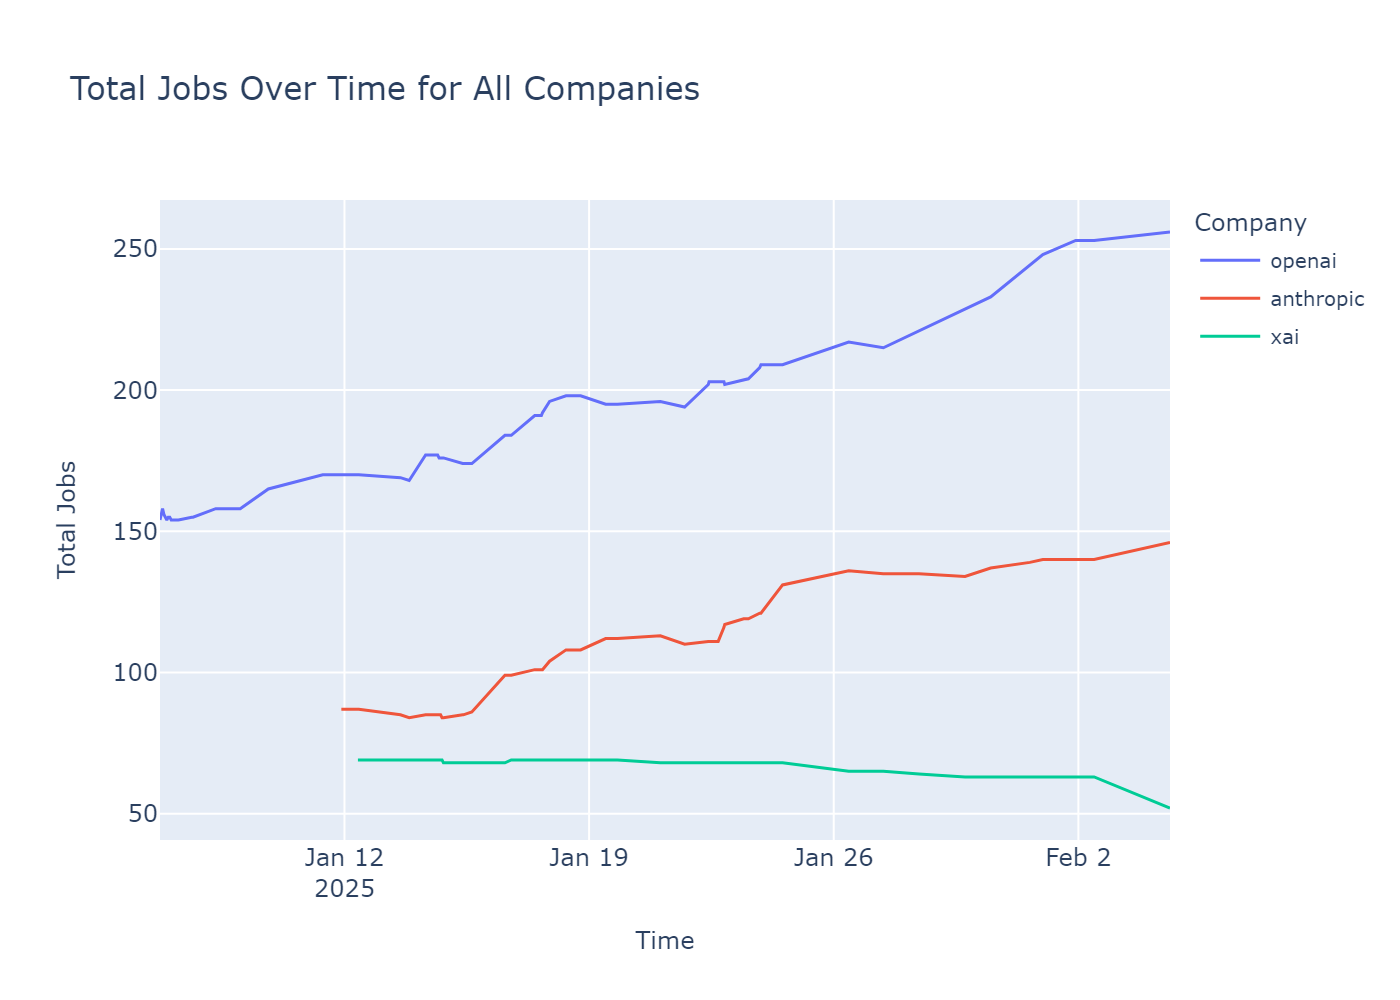 Total Jobs Over Time for All Companies
Company
openai
anthropic
xai
Total Jobs
250
200
150
100
50
Jan 12
2025
Jan 19
Jan 26
Feb 2
Time